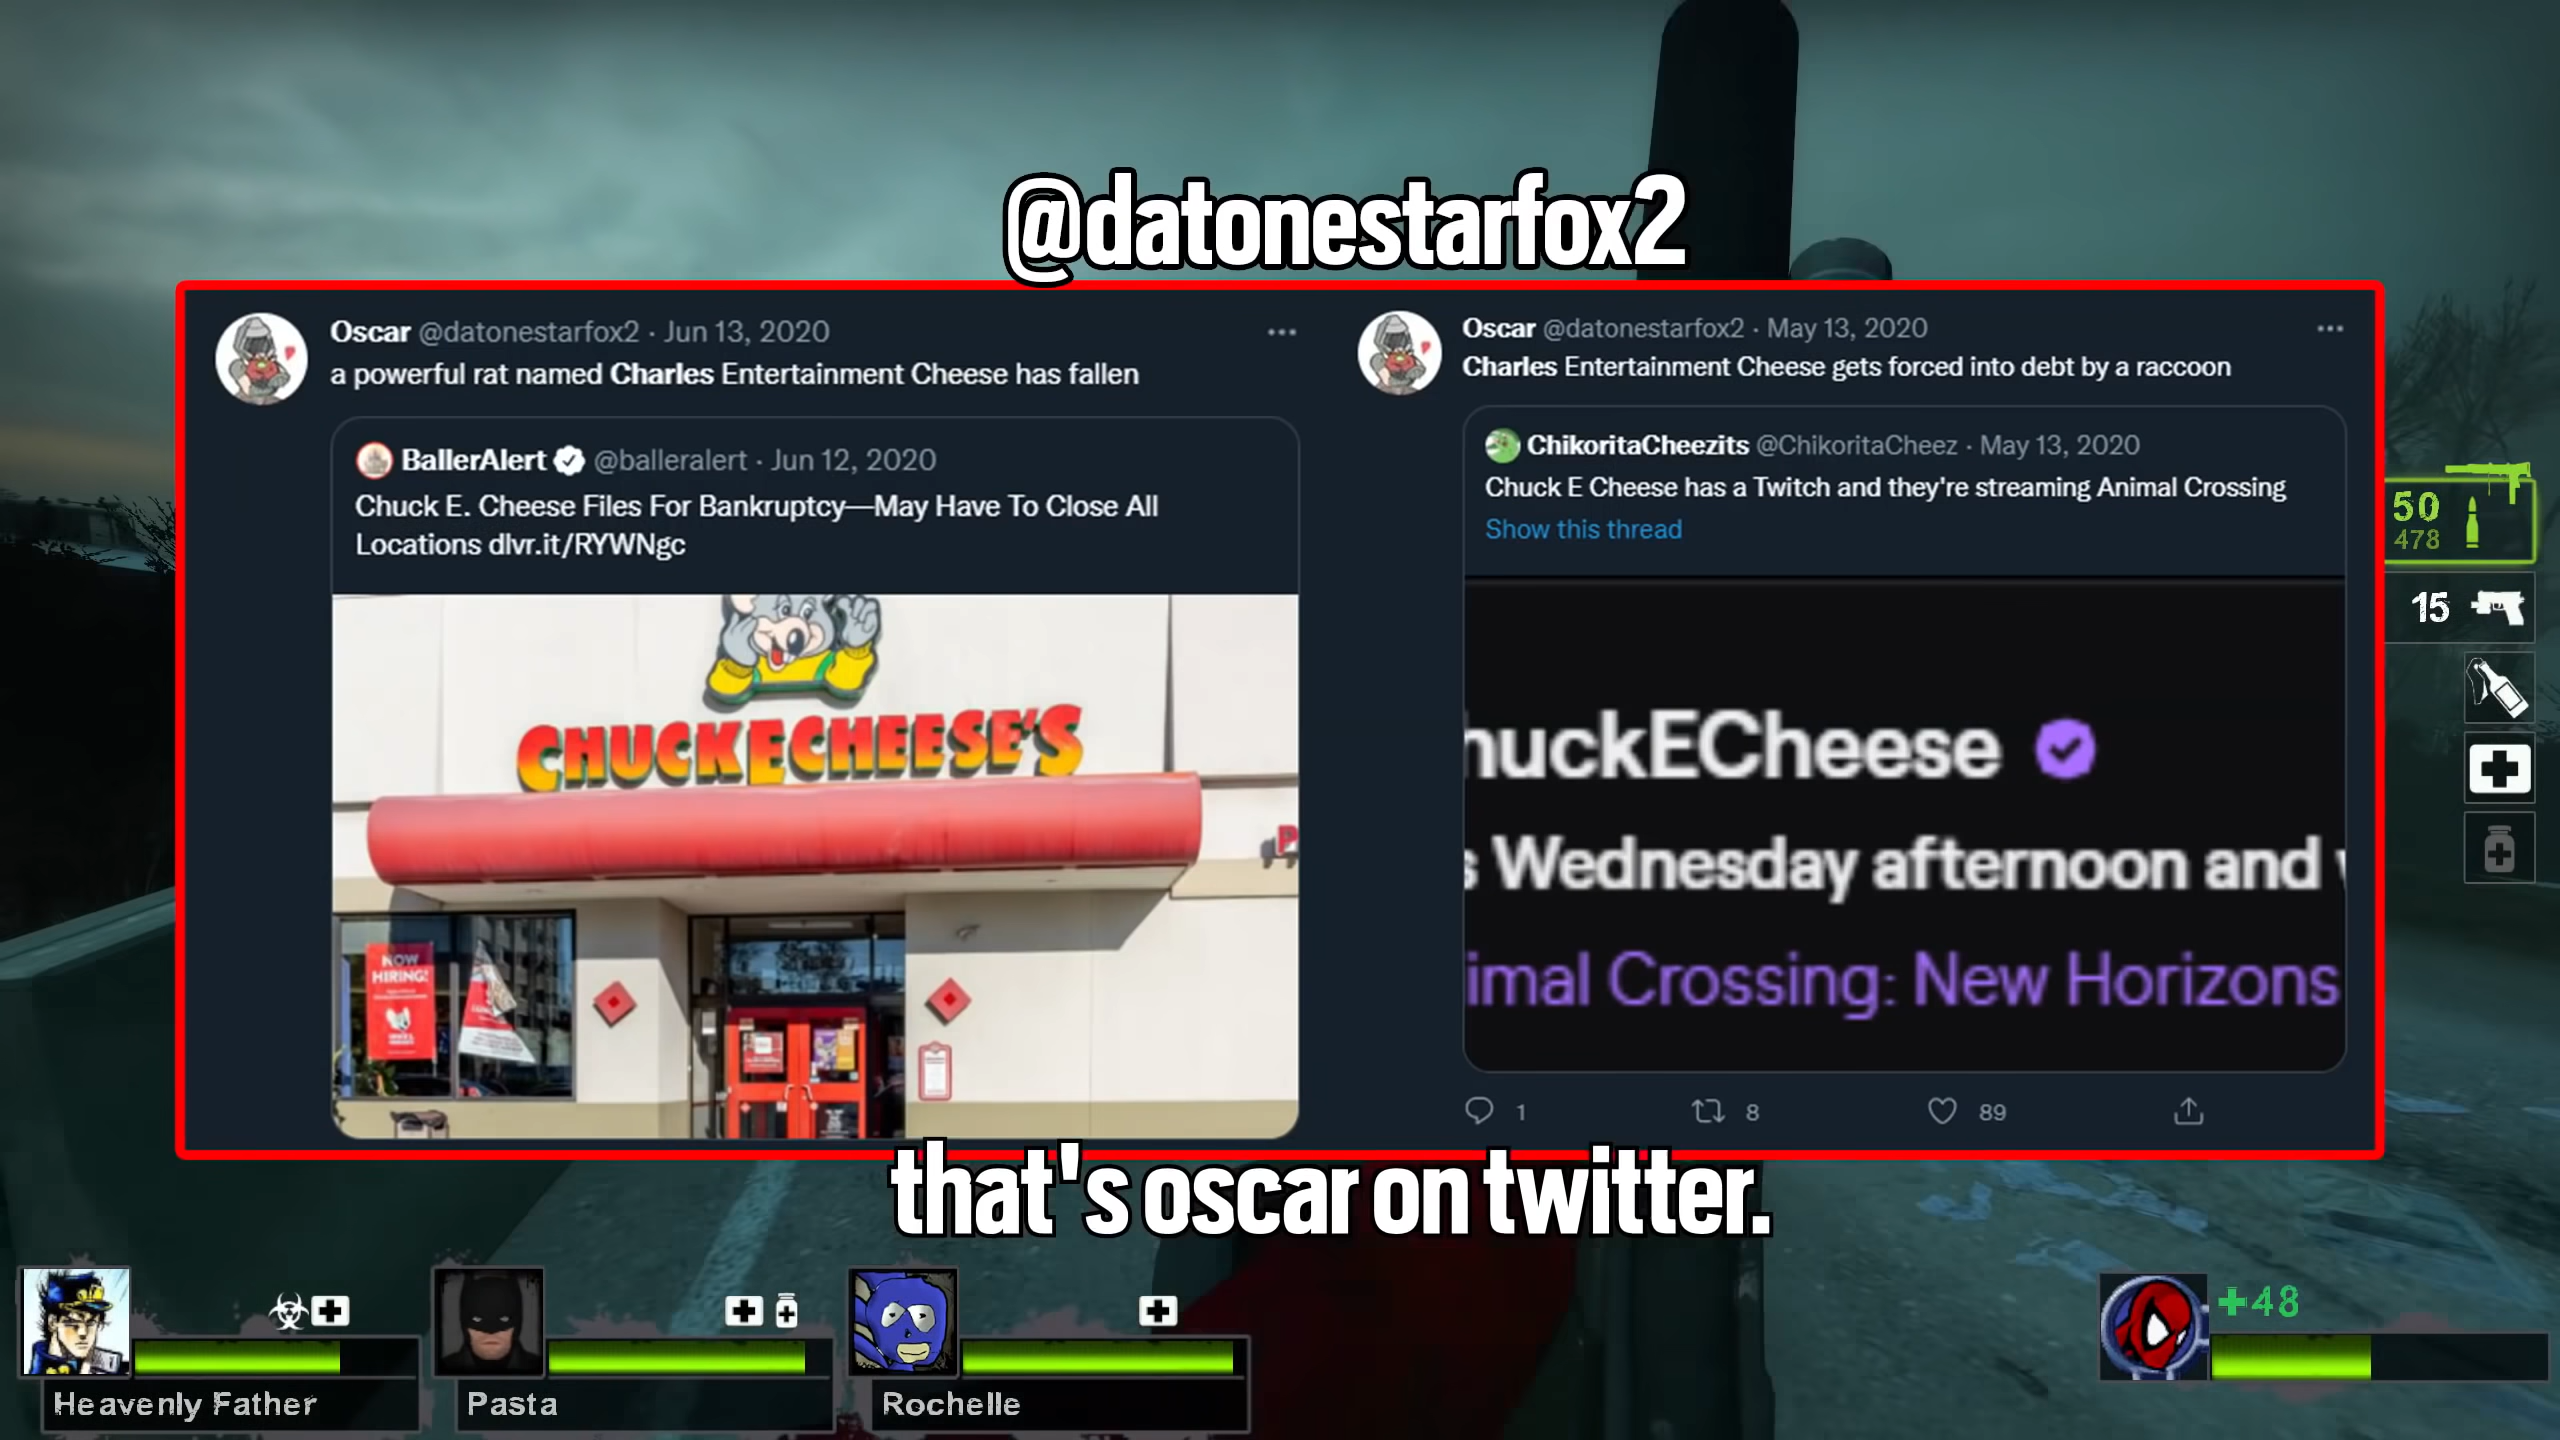 @datonestarfox2
Oscar @datonestarfox2 · Jun 13, 2020
a powerful rat named Charles Entertainment Cheese has fallen
BallerAlert @balleralert · Jun 12, 2020
Chuck E. Cheese Files For Bankruptcy—May Have To Close All
Locations dlvr.it/RYWNgc
CHUCK E CHEESE'S
NOW
HIRING!
Oscar @datonestarfox2 · May 13, 2020
Charles Entertainment Cheese gets forced into debt by a raccoon
ChikoritaCheezits @ChikoritaCheez · May 13, 2020
Chuck E Cheese has a Twitch and they're streaming Animal Crossing
Show this thread
huckECheese
s Wednesday afternoon and
imal Crossing: New Horizons
1 8 89
50
478
15
that's oscar on twitter.
+48
Heavenly Father
Pasta
Rochelle